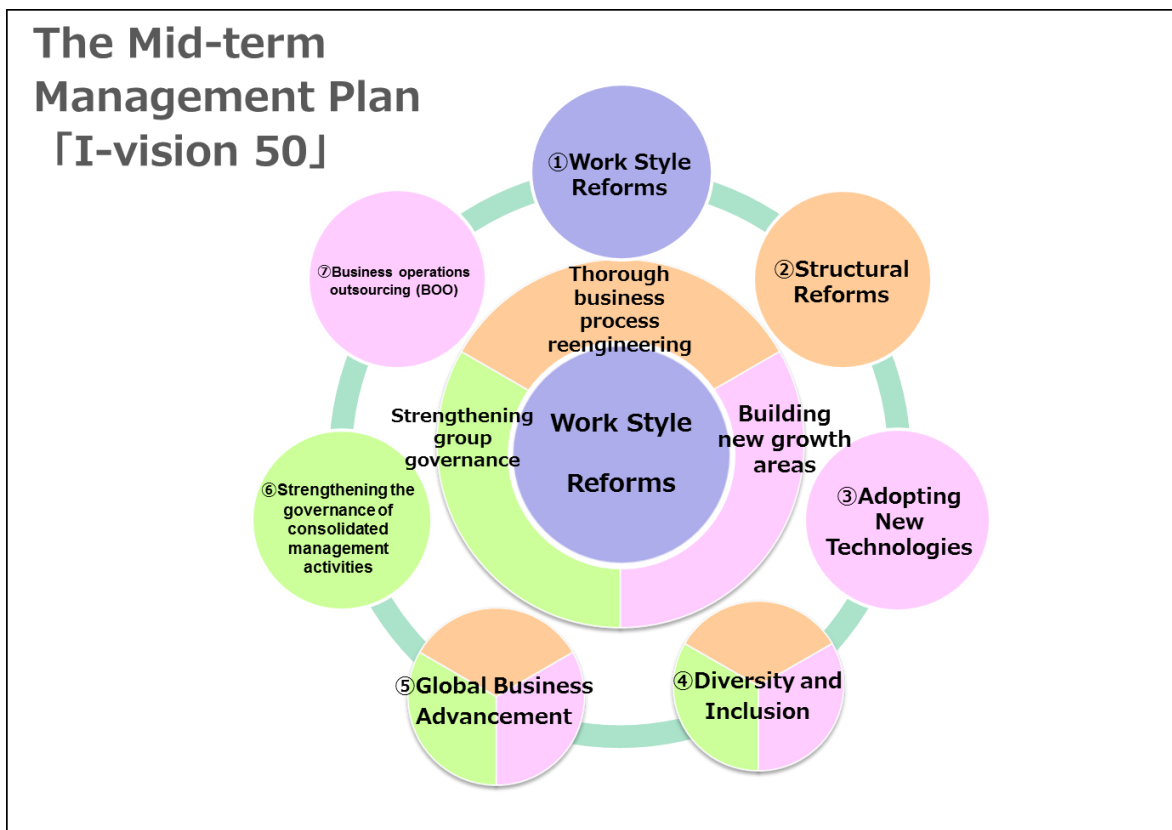 The Mid-term
Management Plan
「I-vision 50」
①Work Style
Reforms
②Structural
Reforms
③Adopting
New
Technologies
④Diversity and
Inclusion
⑤Global Business
Advancement
⑥Strengthening the
governance of
consolidated
management
activities
⑦Business operations
outsourcing (BOO)
Thorough
business
process
reengineering
Building
new growth
areas
Strengthening
group
governance
Work Style
Reforms